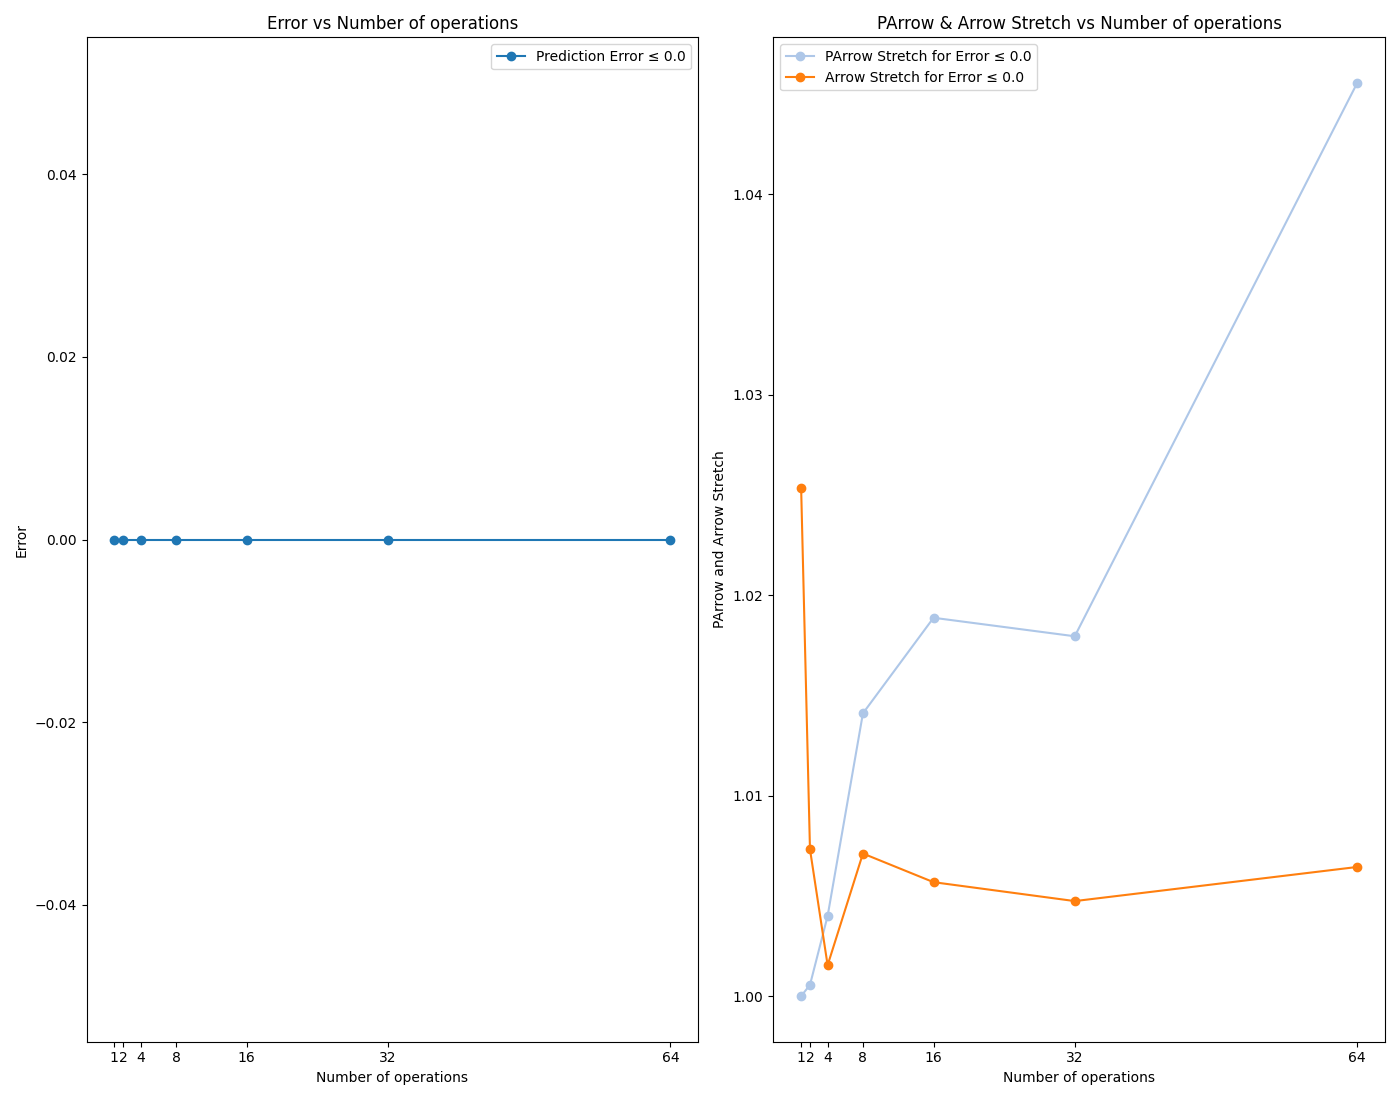 Error vs Number of operations
Prediction Error ≤ 0.0
Error
0.04
0.02
0.00
−0.02
−0.04
1 2 4 8 16 32 64
Number of operations
PArrow & Arrow Stretch vs Number of operations
PArrow Stretch for Error ≤ 0.0
Arrow Stretch for Error ≤ 0.0
PArrow and Arrow Stretch
1.04
1.03
1.02
1.01
1.00
1 2 4 8 16 32 64
Number of operations